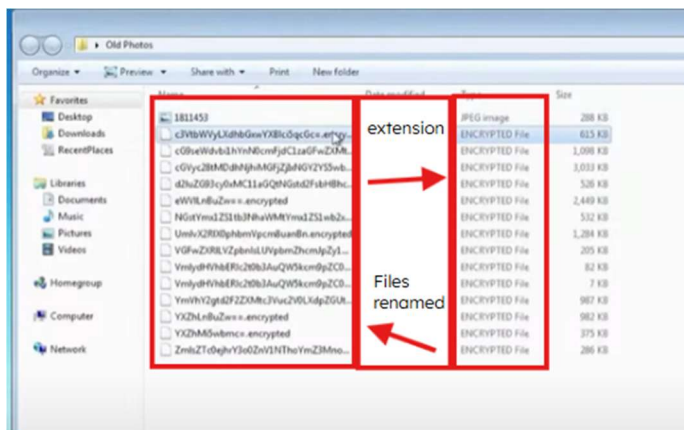 Old Photos
Organize Preview Share with Print New folder
Name Date modified Type Size
Favorites
Desktop
Downloads
RecentPlaces
Libraries
Documents
Music
Pictures
Videos
Homegroup
Computer
Network
1811453 JPEG image 288 KB
ENCRYPTED File 615 KB
ENCRYPTED File 1,098 KB
ENCRYPTED File 3,033 KB
ENCRYPTED File 526 KB
eWVlLnBuZw==.encrypted ENCRYPTED File 2,449 KB
ENCRYPTED File 532 KB
ENCRYPTED File 1,284 KB
ENCRYPTED File 205 KB
ENCRYPTED File 82 KB
ENCRYPTED File 7 KB
ENCRYPTED File 987 KB
YXZhLnBuZw==.encrypted ENCRYPTED File 982 KB
YXZhMi5wbmc=.encrypted ENCRYPTED File 375 KB
ENCRYPTED File 286 KB
extension
Files
renamed